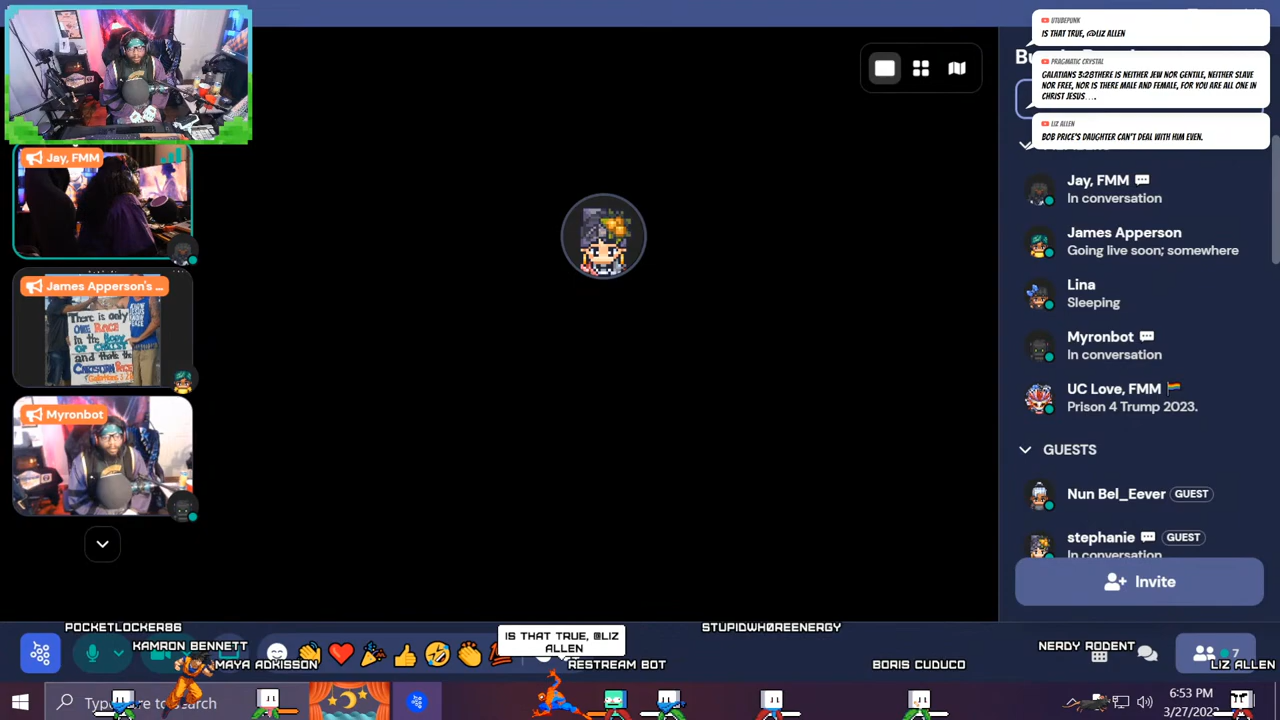 UTUDEPUNK
IS THAT TRUE, @LIZ ALLEN
PRAGMATIC CRYSTAL
GALATIANS 3:28THERE IS NEITHER JEW NOR GENTILE, NEITHER SLAVE
NOR FREE, NOR IS THERE MALE AND FEMALE, FOR YOU ARE ALL ONE IN
CHRIST JESUS....
LIZ ALLEN
BOB PRICE'S DAUGHTER CAN'T DEAL WITH HIM EVEN.
Jay, FMM
James Apperson's ...
There is only
ONE RACE
in the BODY
OF CHRIST
and that's the
CHRISTIAN RACE
Myronbot
Jay, FMM
In conversation
James Apperson
Going live soon; somewhere
Lina
Sleeping
Myronbot
In conversation
UC Love, FMM
Prison 4 Trump 2023.
GUESTS
Nun Bel_Eever GUEST
stephanie GUEST
In conversation
Invite
POCKETLOCKER86
KAMRON BENNETT
MAYA ADKISSON
IS THAT TRUE, @LIZ
ALLEN
RESTREAM BOT
STUPIDWH0REENERGY
BORIS CUDUCO
NERDY RODENT
7
LIZ ALLEN
Type here to search
6:53 PM